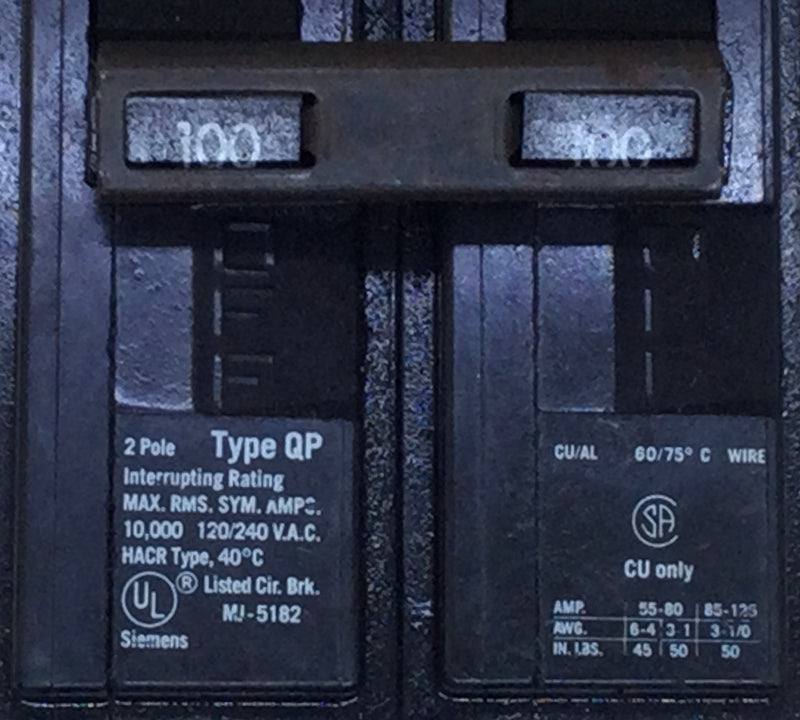 100 100
OFF
2 Pole Type QP
Interrupting Rating
MAX. RMS. SYM. AMPS.
10,000 120/240 V.A.C.
HACR Type, 40°C
UL ® Listed Cir. Brk.
MJ-5182
Siemens
CU/AL 60/75° C WIRE
SA
CU only
AMP. 55-80 85-125
AWG. 6-4 3-1 3-1/0
IN. LBS. 45 50 50